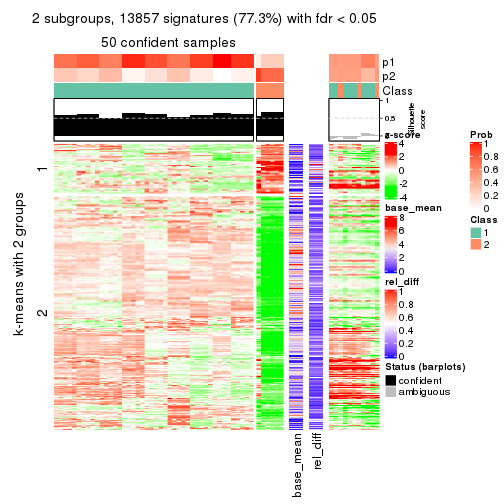 2 subgroups, 13857 signatures (77.3%) with fdr < 0.05
50 confident samples
p1
p2
Class
1
0.5
0
Silhouette
score
k-means with 2 groups
1
2
base_mean
rel_diff
z-score
4
2
0
-2
-4
base_mean
8
6
4
2
0
rel_diff
1
0.8
0.6
0.4
0.2
0
Status (barplots)
confident
ambiguous
Prob
1
0.8
0.6
0.4
0.2
0
Class
1
2